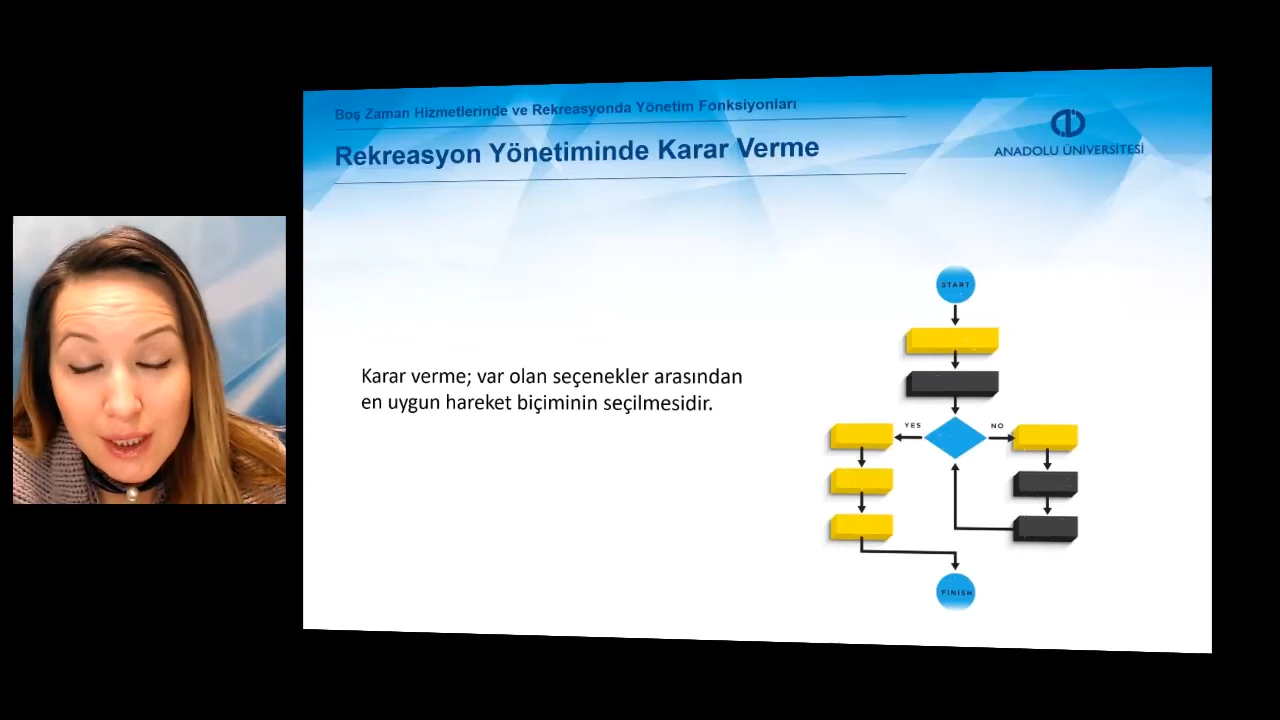 Boş Zaman Hizmetlerinde ve Rekreasyonda Yönetim Fonksiyonları
Rekreasyon Yönetiminde Karar Verme
ANADOLU ÜNİVERSİTESİ
Karar verme; var olan seçenekler arasından
en uygun hareket biçiminin seçilmesidir.
START
YES
NO
FINISH